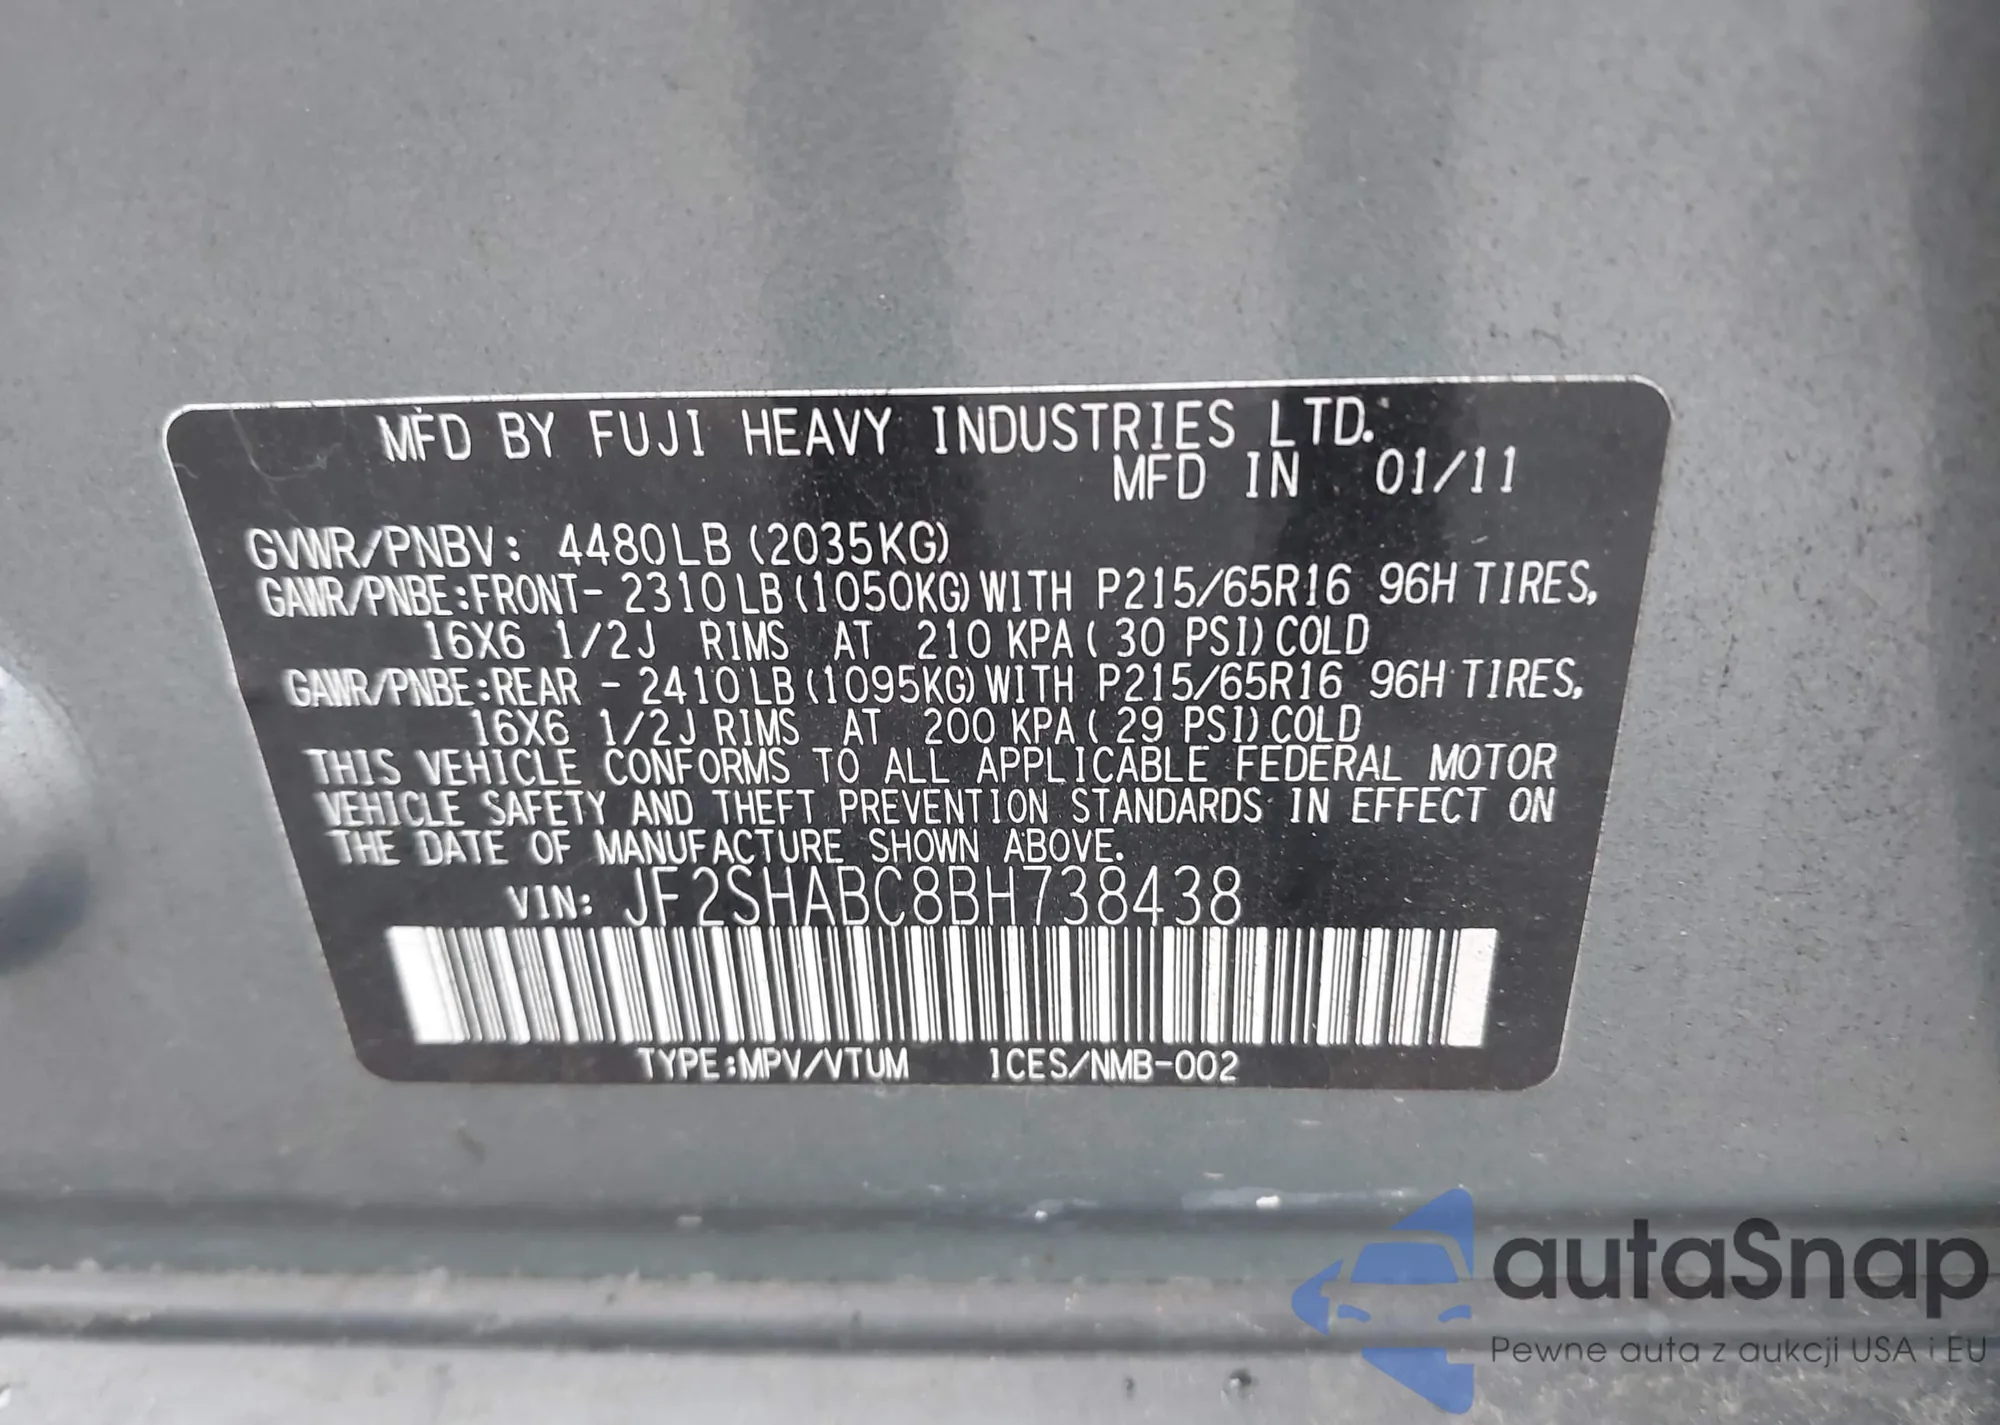 MFD BY FUJI HEAVY INDUSTRIES LTD.
MFD IN 01/11
GVWR/PNBV: 4480LB (2035KG)
GAWR/PNBE:FRONT- 2310LB (1050KG) WITH P215/65R16 96H TIRES,
16X6 1/2J RIMS AT 210 KPA ( 30 PSI) COLD
GAWR/PNBE:REAR - 2410LB (1095KG) WITH P215/65R16 96H TIRES,
16X6 1/2J RIMS AT 200 KPA ( 29 PSI) COLD
THIS VEHICLE CONFORMS TO ALL APPLICABLE FEDERAL MOTOR
VEHICLE SAFETY AND THEFT PREVENTION STANDARDS IN EFFECT ON
THE DATE OF MANUFACTURE SHOWN ABOVE.
VIN: JF2SHABC8BH738438
TYPE:MPV/VTUM ICES/NMB-002
autaSnap
Pewne auta z aukcji USA i EU